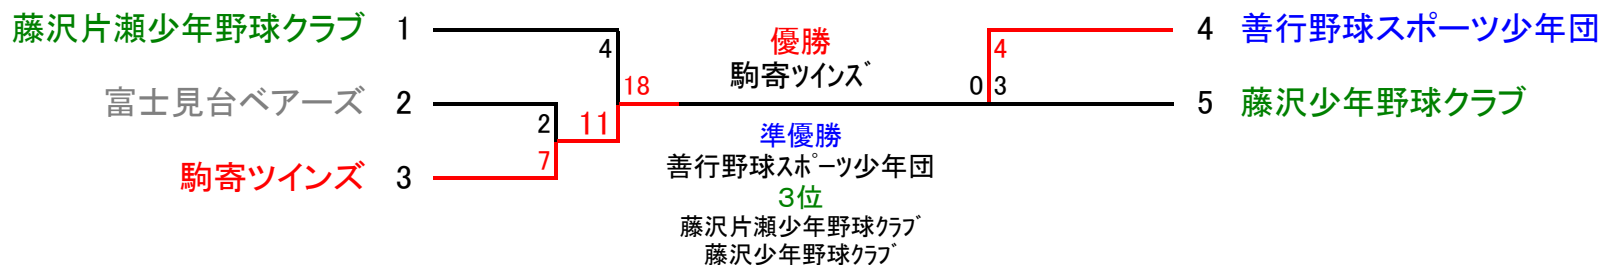 藤沢片瀬少年野球クラブ 1
4
優勝
4
4 善行野球スポーツ少年団
駒寄ﾂｲﾝｽﾞ
18
0 3
富士見台ベアーズ 2
5 藤沢少年野球クラブ
2
11
準優勝
7
善行野球ｽﾎﾟｰﾂ少年団
駒寄ツインズ 3
３位
藤沢片瀬少年野球ｸﾗﾌﾞ
藤沢少年野球ｸﾗﾌﾞ